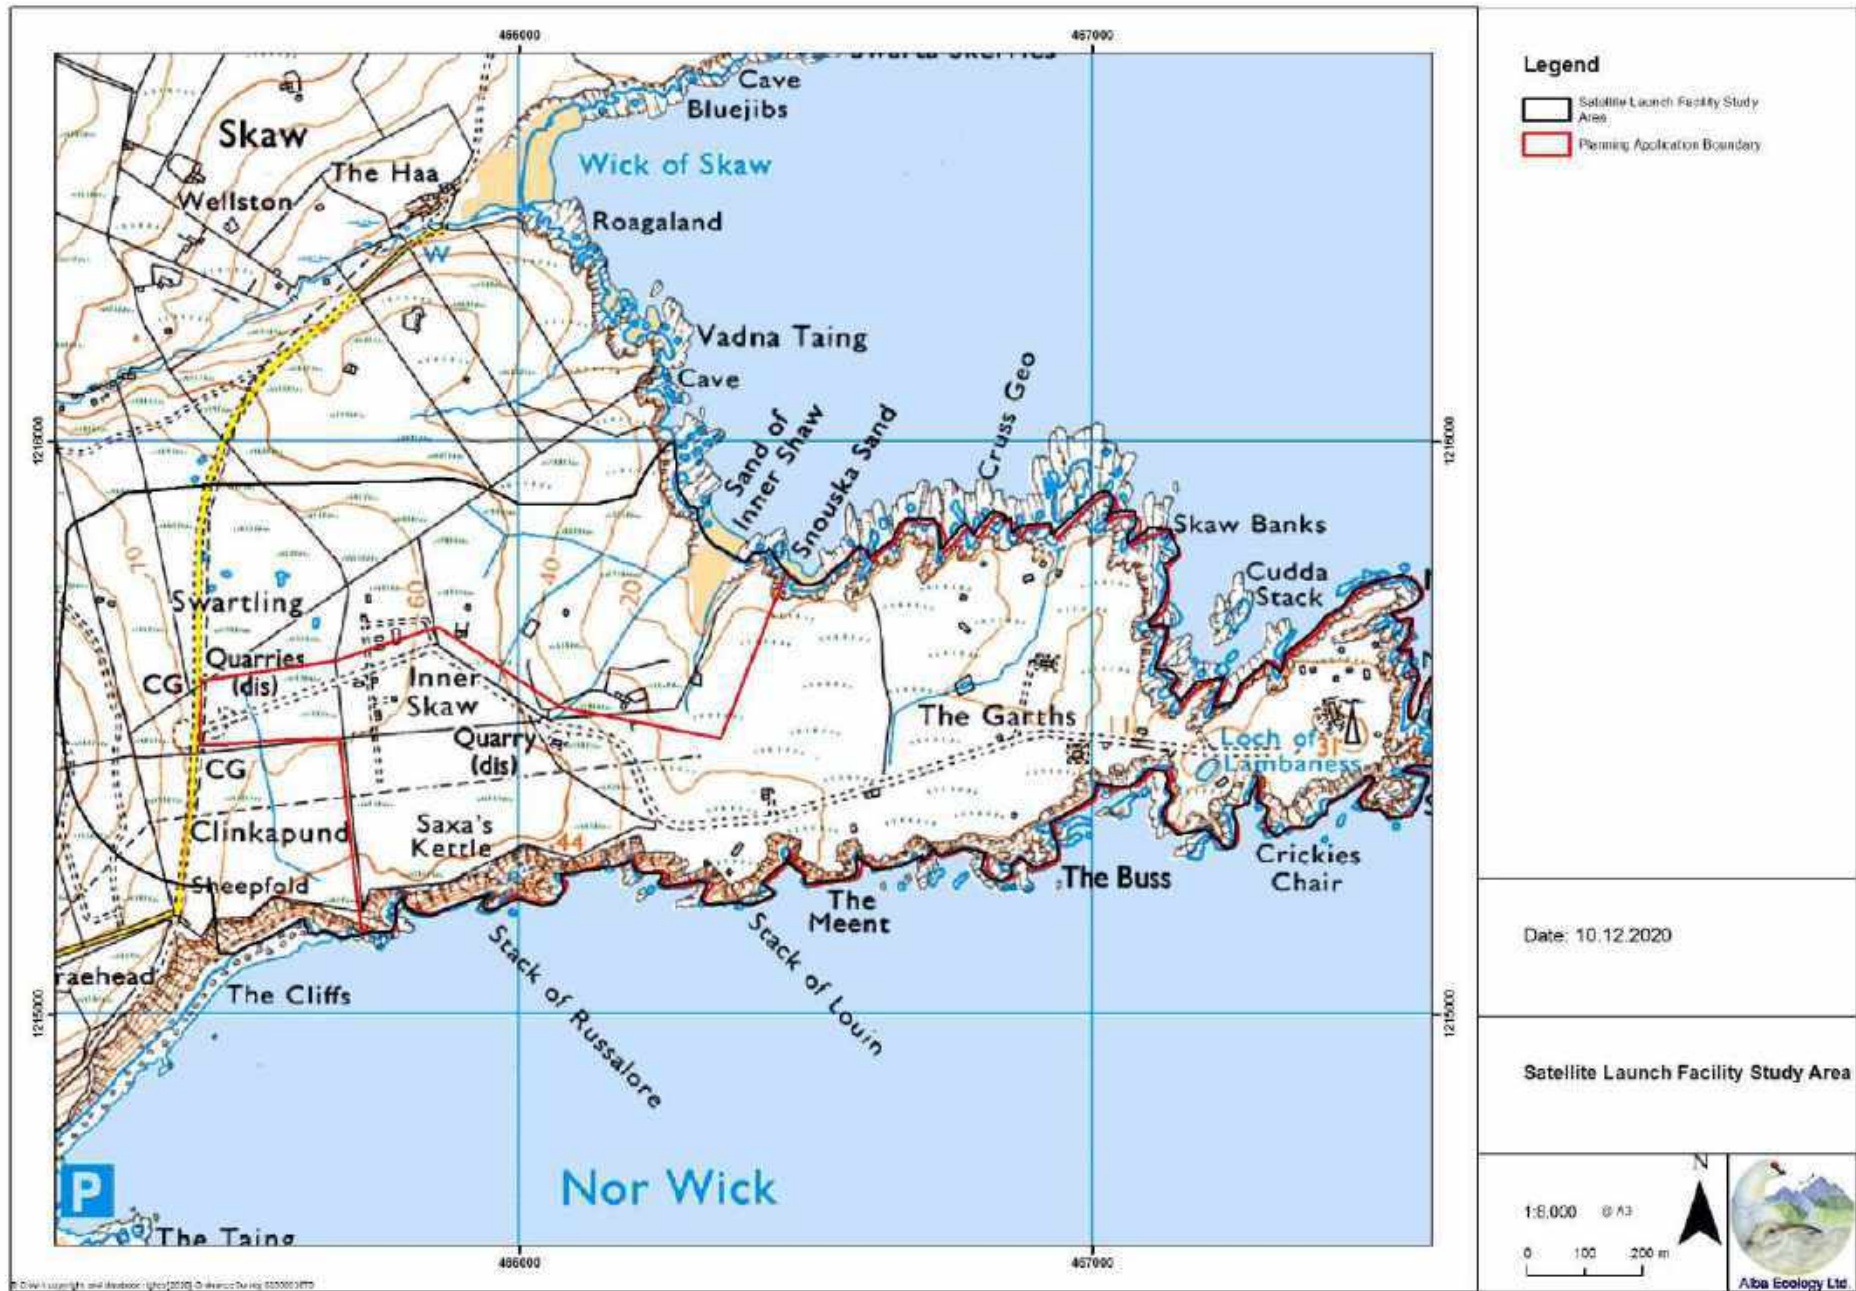 466000
467000
Swarta Skerries
Cave
Bluejibs
Skaw
Wick of Skaw
The Haa
Wellston
Roagaland
W
Vadna Taing
Cave
Sand of
Inner Shaw
Snouska Sand
Cruss Geo
1216000
1216000
Skaw Banks
70
60
40
20
Cudda
Stack
Swartling
Quarries
(dis)
CG
Inner
Skaw
H
Quarry
(dis)
The Garths
11
Loch of
Lambaness
31
CG
Clinkapund
Saxa's
Kettle
44
Sheepfold
Crickies
Chair
The Buss
The
Meent
raehead
The Cliffs
Stack of Russalore
Stack of Louin
1215000
1215000
P
Nor Wick
The Taing
466000
467000
Legend
Satellite Launch Facility Study
Area
Planning Application Boundary
Date: 10.12.2020
Satellite Launch Facility Study Area
N
@ A3
0 100 200 m
Alba Ecology Ltd.